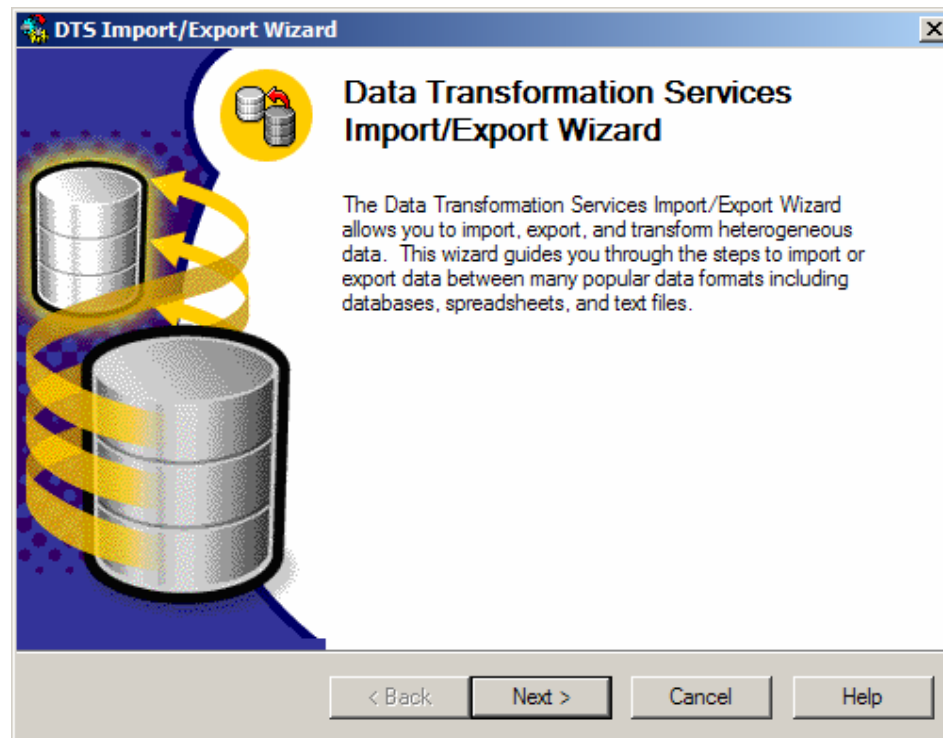 DTS Import/Export Wizard
Data Transformation Services
Import/Export Wizard
The Data Transformation Services Import/Export Wizard
allows you to import, export, and transform heterogeneous
data.  This wizard guides you through the steps to import or
export data between many popular data formats including
databases, spreadsheets, and text files.
< Back
Next >
Cancel
Help